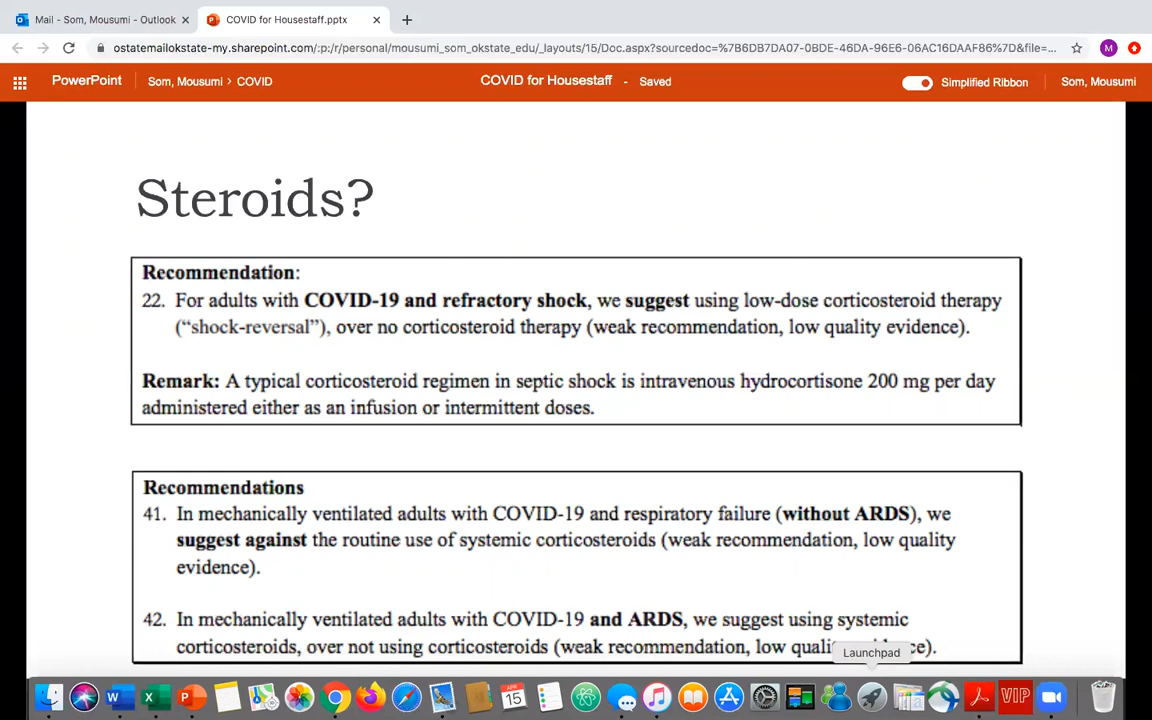 Mail - Som, Mousumi - Outlook
COVID for Housestaff.pptx
ostatemailokstate-my.sharepoint.com/:p:/r/personal/mousumi_som_okstate_edu/_layouts/15/Doc.aspx?sourcedoc=%7B6DB7DA07-0BDE-46DA-96E6-06AC16DAAF86%7D&file=...
M
PowerPoint
Som, Mousumi > COVID
COVID for Housestaff - Saved
Simplified Ribbon
Som, Mousumi
Steroids?
Recommendation:
22. For adults with COVID-19 and refractory shock, we suggest using low-dose corticosteroid therapy
(“shock-reversal”), over no corticosteroid therapy (weak recommendation, low quality evidence).
Remark: A typical corticosteroid regimen in septic shock is intravenous hydrocortisone 200 mg per day
administered either as an infusion or intermittent doses.
Recommendations
41. In mechanically ventilated adults with COVID-19 and respiratory failure (without ARDS), we
suggest against the routine use of systemic corticosteroids (weak recommendation, low quality
evidence).
42. In mechanically ventilated adults with COVID-19 and ARDS, we suggest using systemic
corticosteroids, over not using corticosteroids (weak recommendation, low
Launchpad
APR
15
VIP